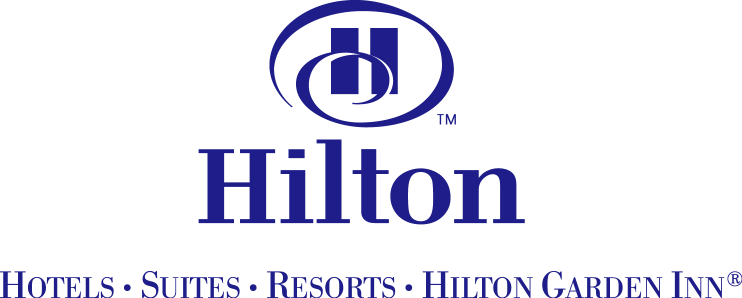 H
TM
Hilton
HOTELS • SUITES • RESORTS • HILTON GARDEN INN®